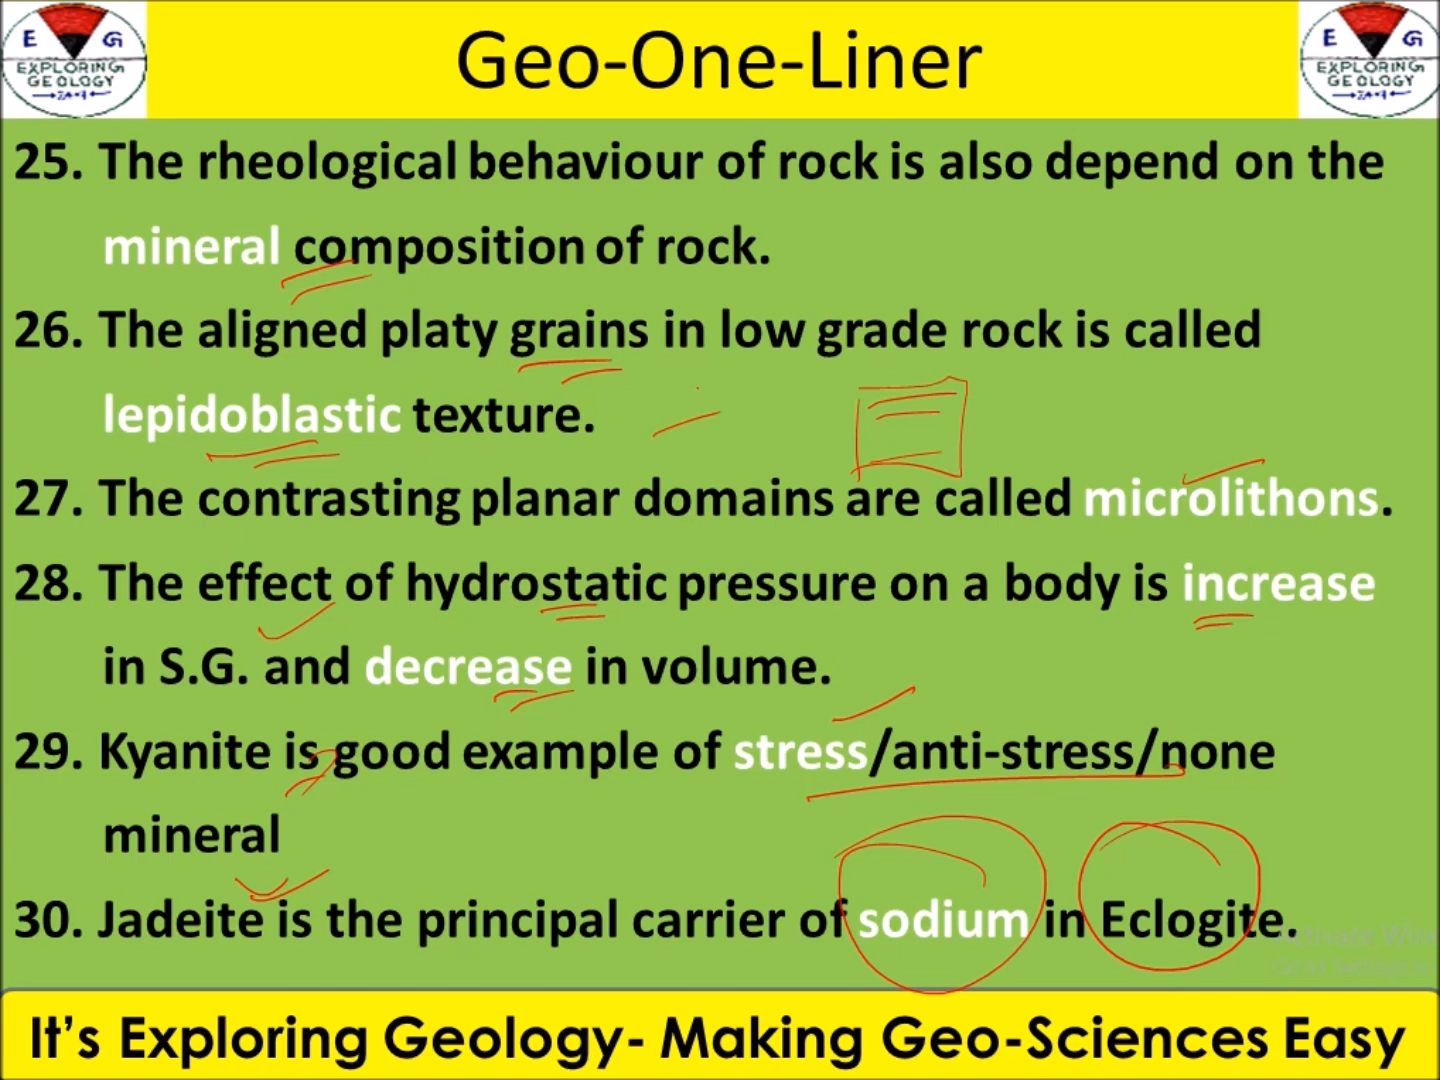 E G
EXPLORING
GEOLOGY
Geo-One-Liner
E G
EXPLORING
GEOLOGY
25. The rheological behaviour of rock is also depend on the
mineral composition of rock.
26. The aligned platy grains in low grade rock is called
lepidoblastic texture.
27. The contrasting planar domains are called microlithons.
28. The effect of hydrostatic pressure on a body is increase
in S.G. and decrease in volume.
29. Kyanite is good example of stress/anti-stress/none
mineral
30. Jadeite is the principal carrier of sodium in Eclogite.
It's Exploring Geology- Making Geo-Sciences Easy